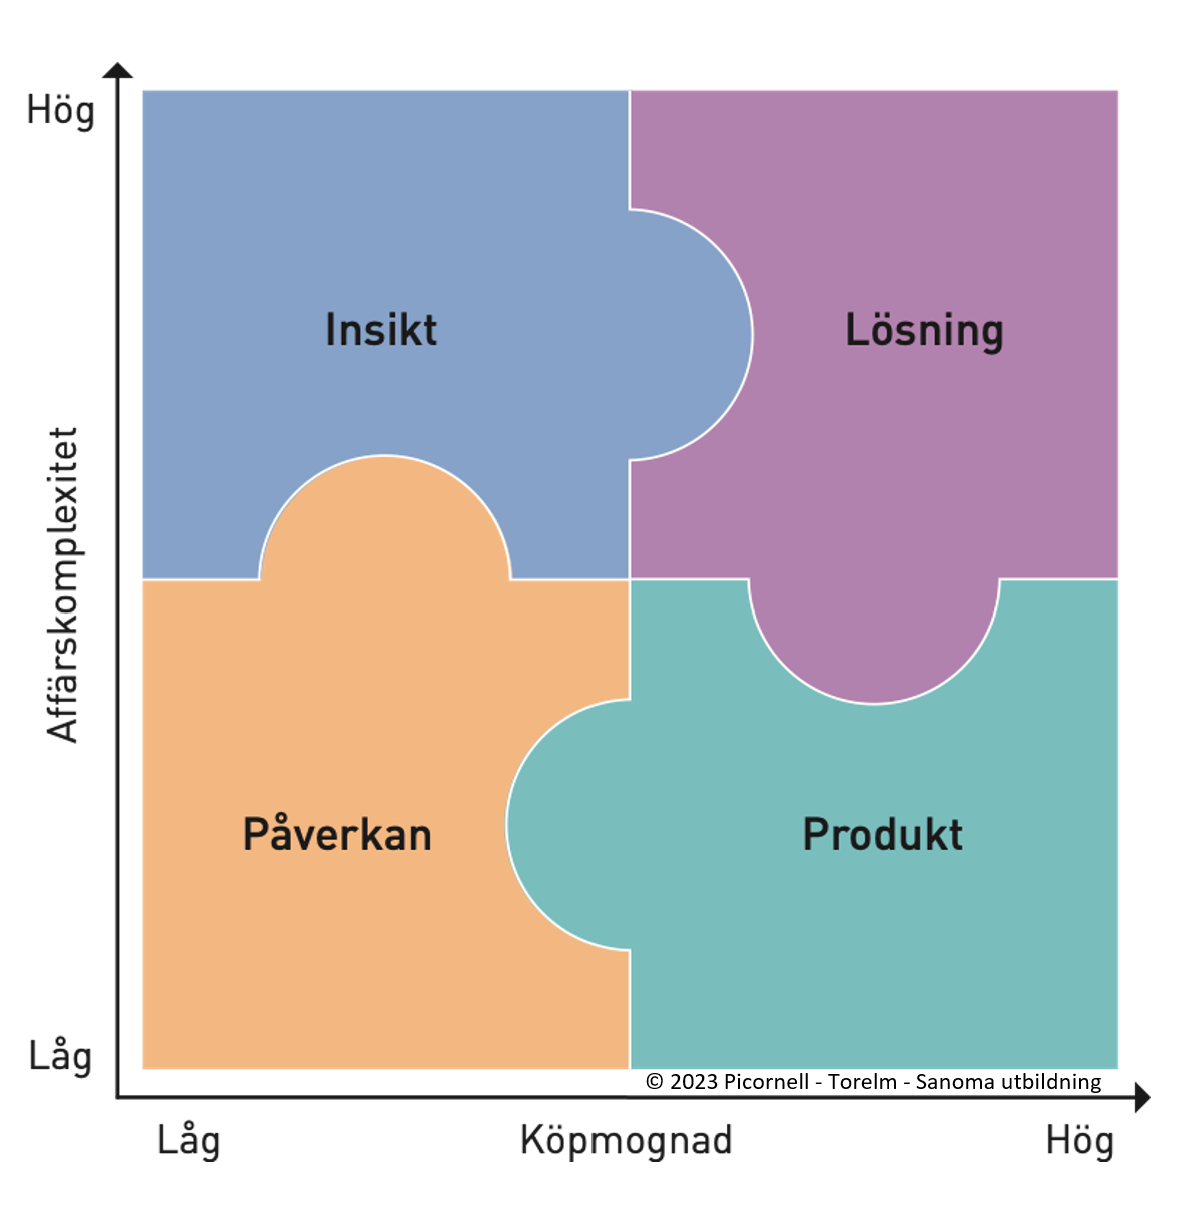 Hög
Insikt
Lösning
Affärskomplexitet
Påverkan
Produkt
Låg
© 2023 Picornell - Torelm - Sanoma utbildning
Låg
Köpmognad
Hög